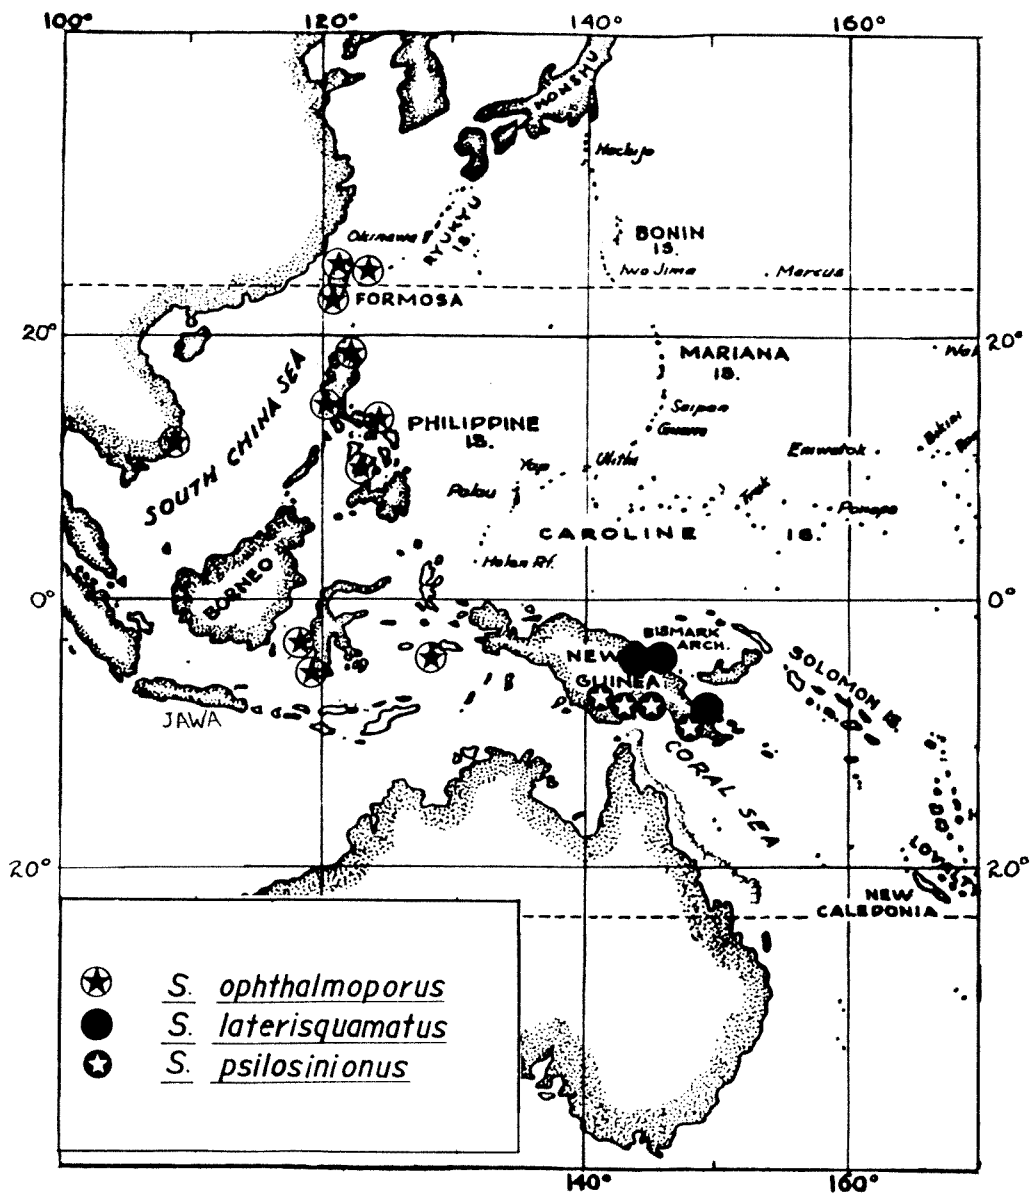 100° 120° 140° 160°
HONSHU
Hachijo
Okinawa
RYUKYU
IS.
BONIN
IS.
Iwo Jima
Marcus
FORMOSA
20° 20°
MARIANA
IS.
SOUTH CHINA SEA
Saipan
Guam
PHILIPPINE
IS.
Bikini
Eniwetok
Ulithi
Yap
Palau
Truk
Ponape
CAROLINE IS.
Helen Rf.
BORNEO
0° 0°
BISMARK
ARCH.
NEW
GUINEA
SOLOMON IS.
JAWA
CORAL SEA
20° 20°
NEW
CALEDONIA
S. ophthalmoporus
S. laterisquamatus
S. psilosinionus
140° 160°